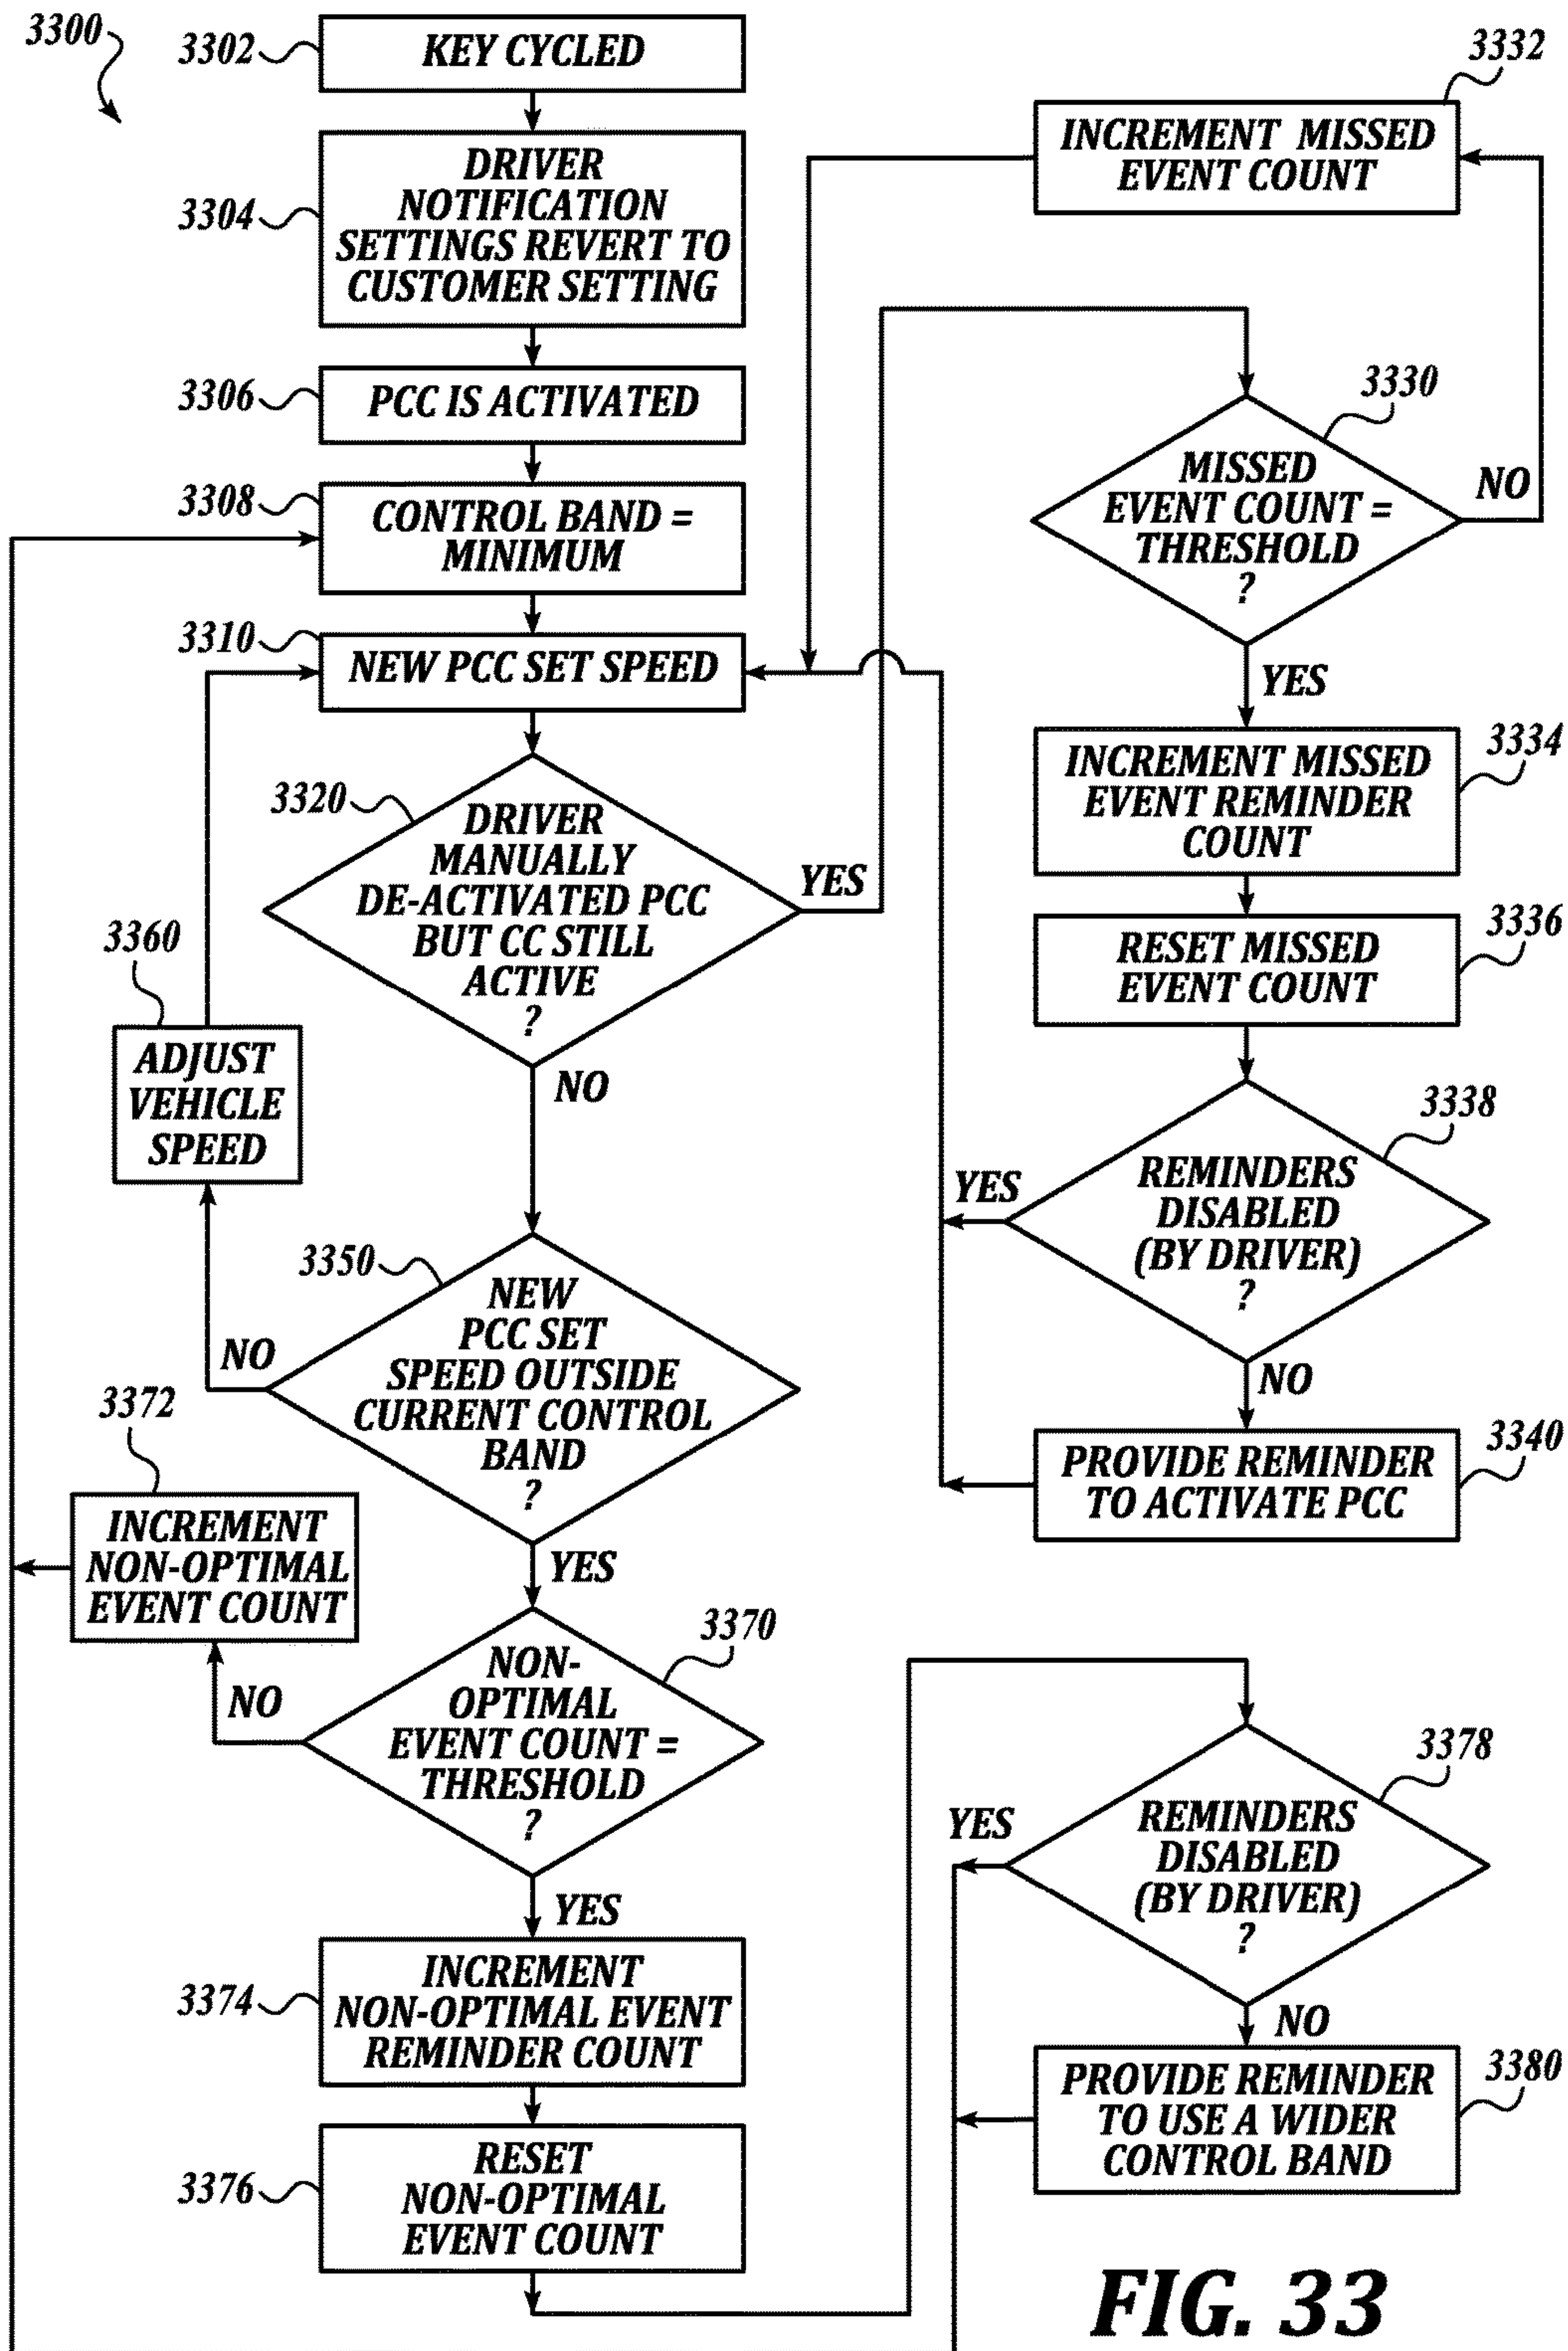 3300
3302
KEY CYCLED
3304
DRIVER
NOTIFICATION
SETTINGS REVERT TO
CUSTOMER SETTING
3306
PCC IS ACTIVATED
3308
CONTROL BAND =
MINIMUM
3310
NEW PCC SET SPEED
3320
DRIVER
MANUALLY
DE-ACTIVATED PCC
BUT CC STILL
ACTIVE
?
YES
NO
3332
INCREMENT MISSED
EVENT COUNT
3330
MISSED
EVENT COUNT =
THRESHOLD
?
NO
YES
3334
INCREMENT MISSED
EVENT REMINDER
COUNT
3336
RESET MISSED
EVENT COUNT
3338
REMINDERS
DISABLED
(BY DRIVER)
?
YES
NO
3340
PROVIDE REMINDER
TO ACTIVATE PCC
3360
ADJUST
VEHICLE
SPEED
3350
NEW
PCC SET
SPEED OUTSIDE
CURRENT CONTROL
BAND
?
NO
YES
3372
INCREMENT
NON-OPTIMAL
EVENT COUNT
3370
NON-
OPTIMAL
EVENT COUNT =
THRESHOLD
?
NO
YES
3374
INCREMENT
NON-OPTIMAL EVENT
REMINDER COUNT
3376
RESET
NON-OPTIMAL
EVENT COUNT
3378
REMINDERS
DISABLED
(BY DRIVER)
?
YES
NO
3380
PROVIDE REMINDER
TO USE A WIDER
CONTROL BAND
FIG. 33